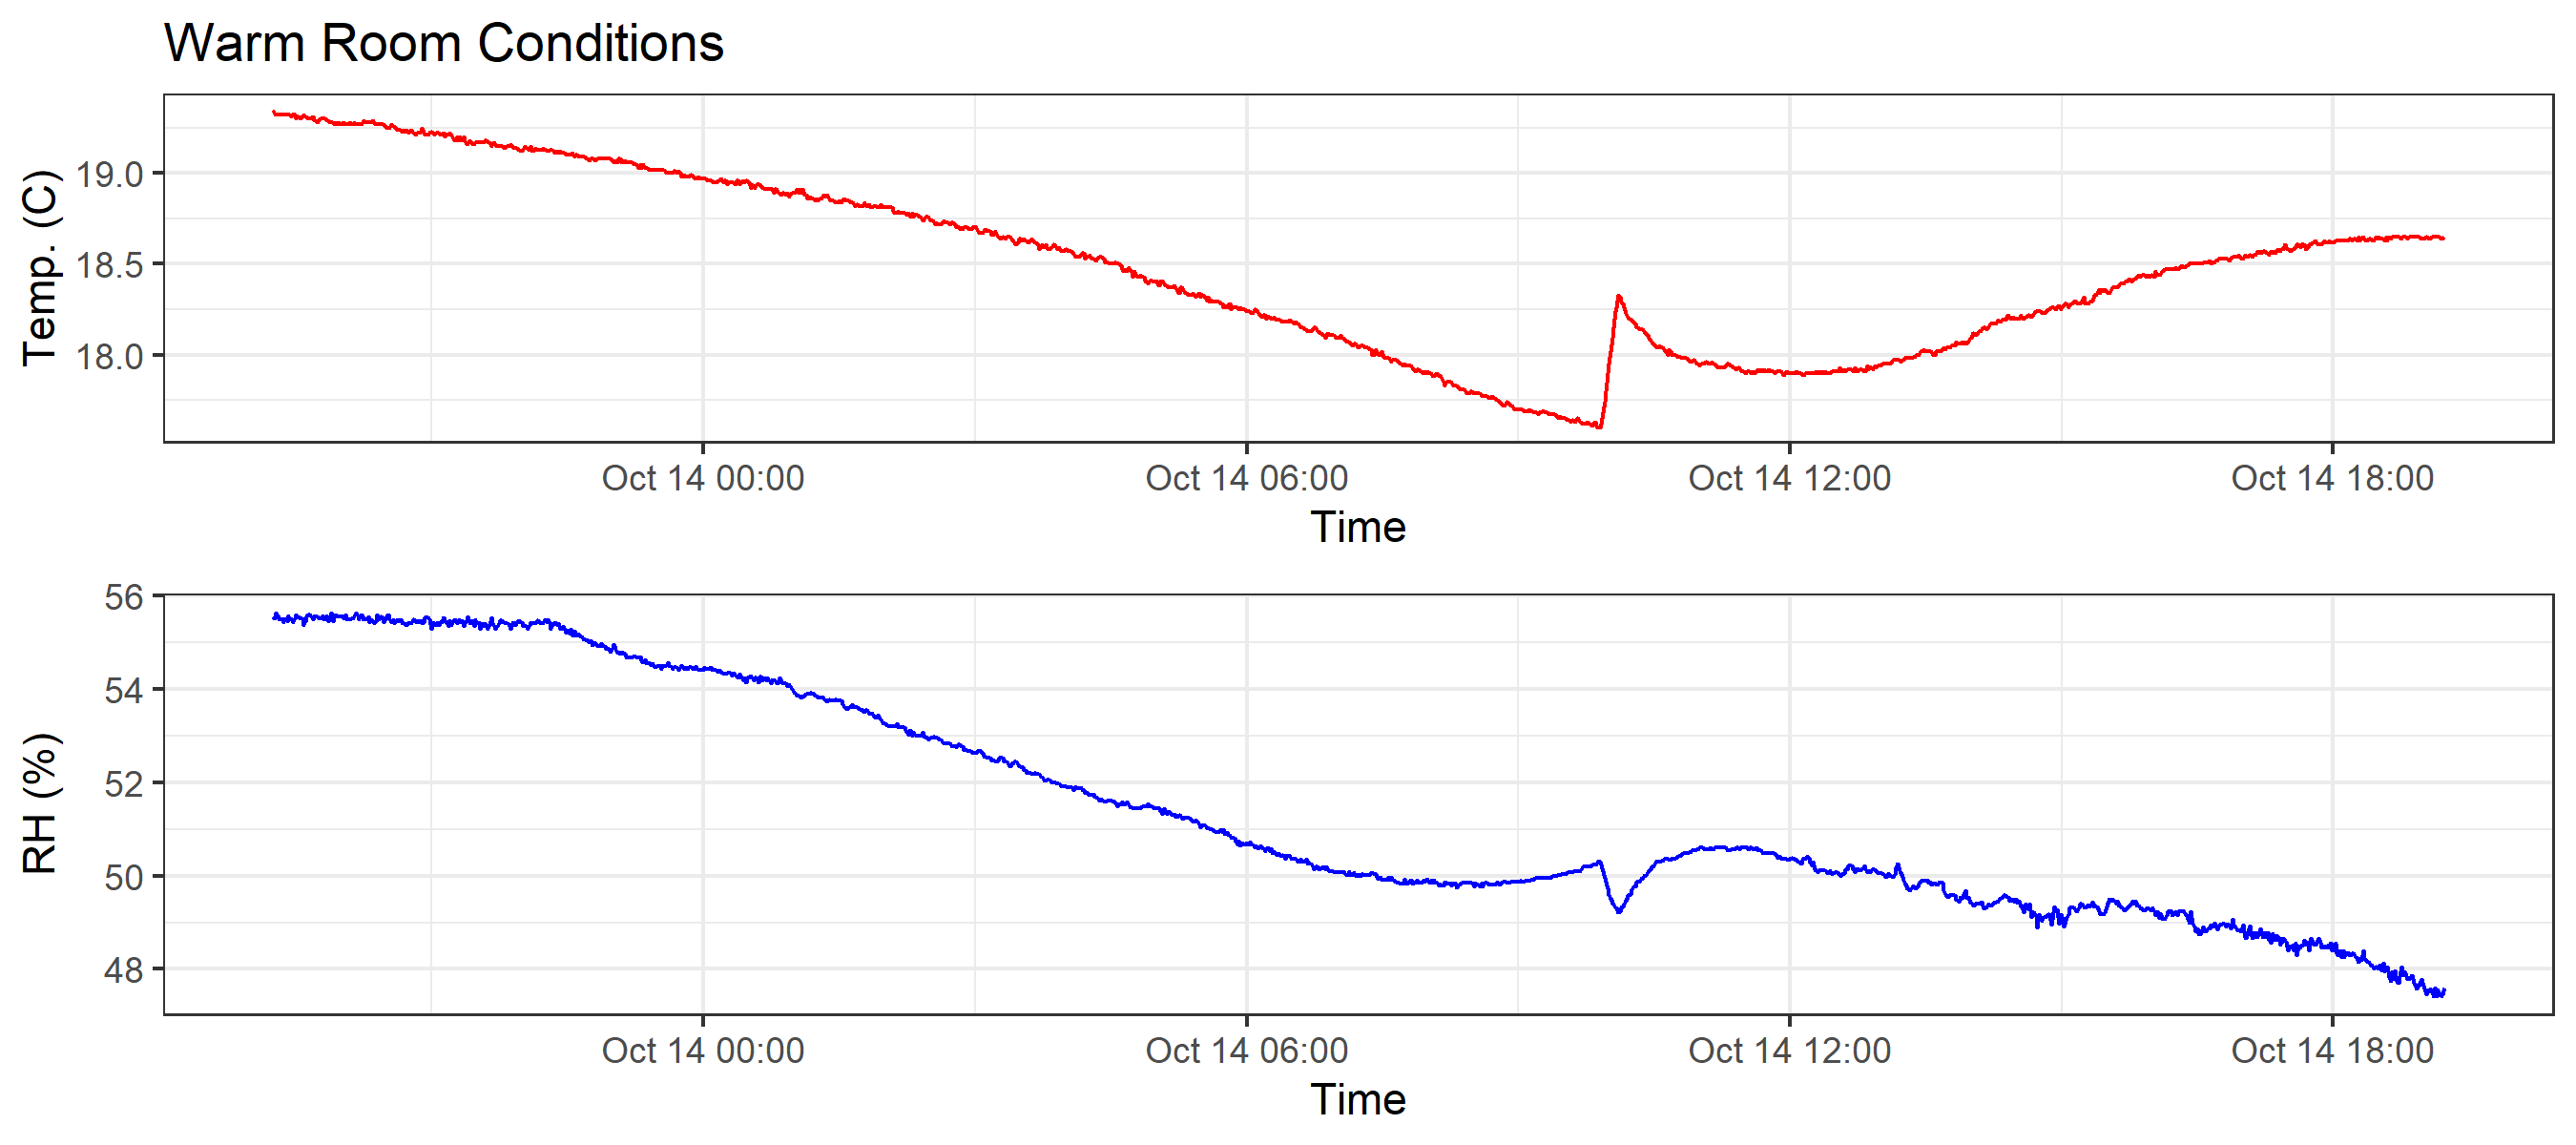 Warm Room Conditions
Temp. (C)
19.0
18.5
18.0
Oct 14 00:00 Oct 14 06:00 Oct 14 12:00 Oct 14 18:00
Time
RH (%)
56
54
52
50
48
Oct 14 00:00 Oct 14 06:00 Oct 14 12:00 Oct 14 18:00
Time